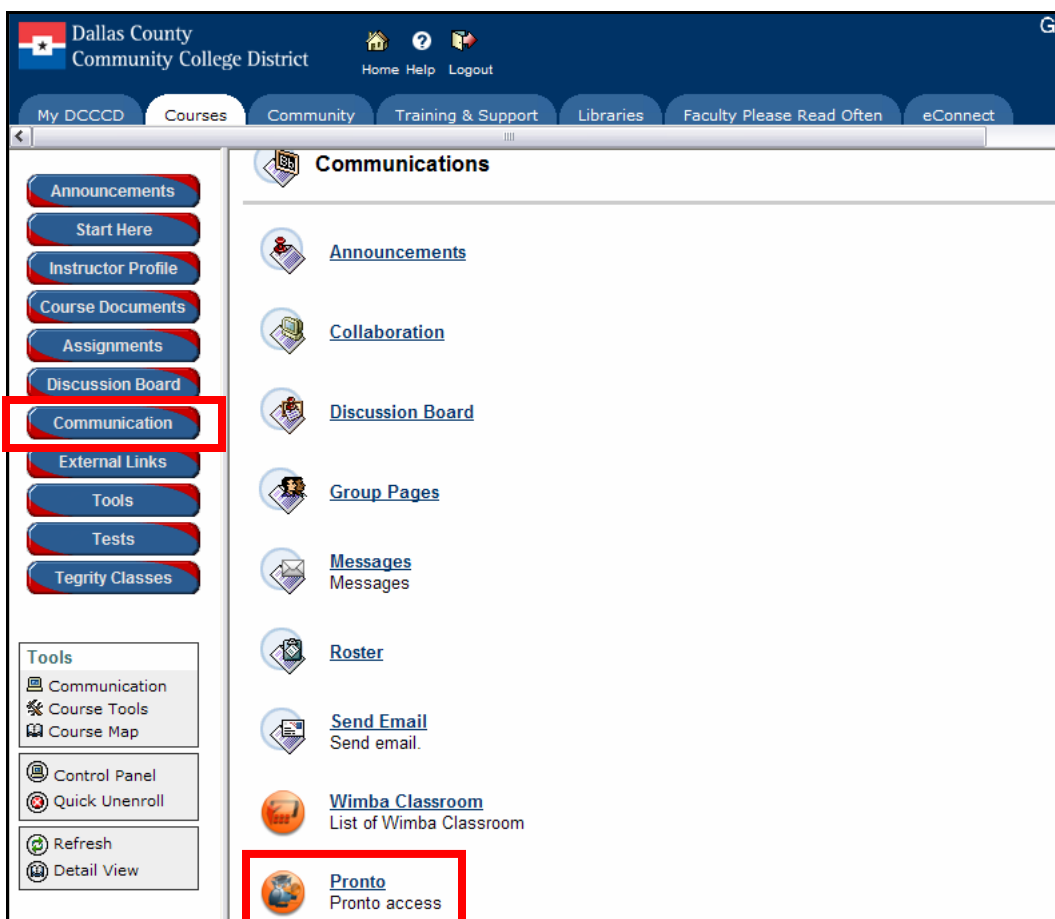 Dallas County
Community College District
Home Help Logout
G
My DCCCD Courses Community Training & Support Libraries Faculty Please Read Often eConnect
Announcements
Start Here
Instructor Profile
Course Documents
Assignments
Discussion Board
Communication
External Links
Tools
Tests
Tegrity Classes
Tools
Communication
Course Tools
Course Map
Control Panel
Quick Unenroll
Refresh
Detail View
Bb
Communications
Announcements
Collaboration
Discussion Board
Group Pages
Messages
Messages
Roster
Send Email
Send email.
Wimba Classroom
List of Wimba Classroom
Pronto
Pronto access